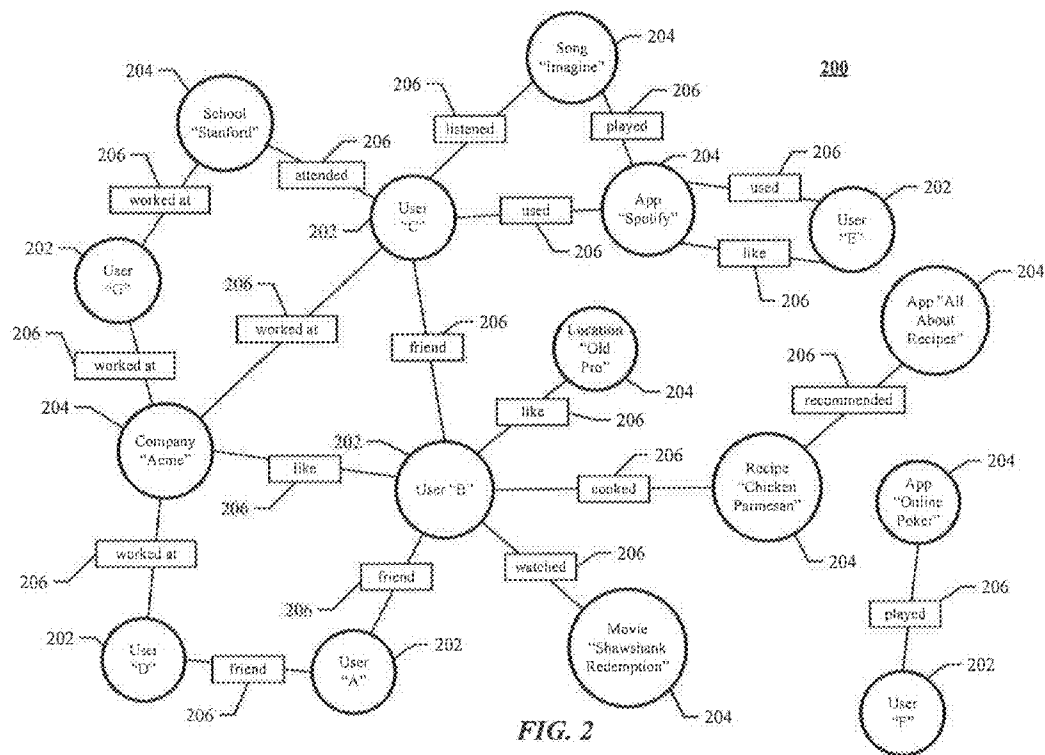 Song
"Imagine"
204
200
204
School
"Stanford"
206
listened
206
played
206
attended
204
206
used
202
206
worked at
User
"C"
202
used
206
App
"Spotify"
User
"E"
202
User
"G"
like
206
204
206
worked at
206
friend
Location
"Old
Pro"
204
App "All
About
Recipes"
206
worked at
206
recommended
204
Company
"Acme"
202
like
206
like
206
User "B"
206
cooked
Recipe
"Chicken
Parmesan"
204
204
App
"Online
Poker"
worked at
206
206
friend
watched
206
206
played
202
User
"D"
friend
206
User
"A"
202
Movie
"Shawshank
Redemption"
204
202
User
"F"
FIG. 2